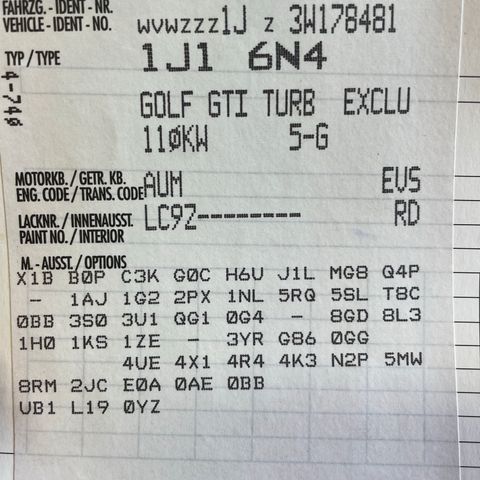 FAHRZG. - IDENT - NR.
VEHICLE - IDENT - NO. wvwzzz1J z 3W178481
TYP / TYPE 1J1 6N4
4-740
GOLF GTI TURB EXCLU
110KW 5-G
MOTORKB. / GETR. KB.
ENG. CODE / TRANS. CODE AUM EVS
LACKNR. / INNENAUSST.
PAINT NO. / INTERIOR LC9Z-------- RD
M. - AUSST. / OPTIONS
X1B B0P C3K G0C H6U J1L MG8 Q4P
- 1AJ 1G2 2PX 1NL 5RQ 5SL T8C
0BB 3S0 3U1 QG1 0G4 - 8GD 8L3
1H0 1KS 1ZE - 3YR G86 0GG
4UE 4X1 4R4 4K3 N2P 5MW
8RM 2JC E0A 0AE 0BB
UB1 L19 0YZ